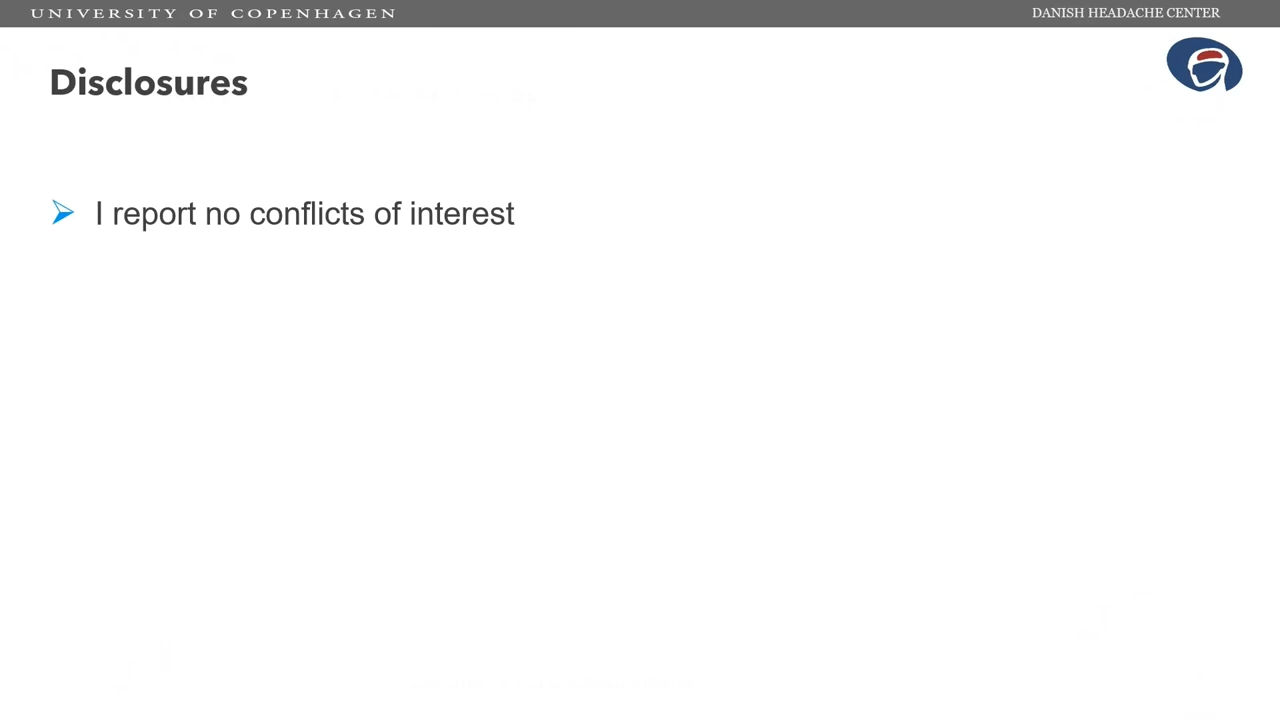 UNIVERSITY OF COPENHAGEN
DANISH HEADACHE CENTER
Disclosures
I report no conflicts of interest